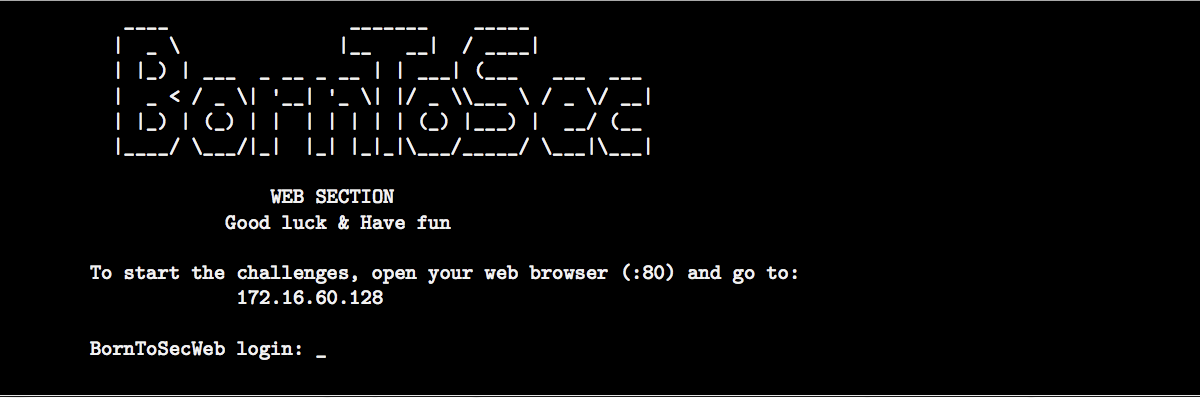 BornToSec
WEB SECTION
Good luck & Have fun
To start the challenges, open your web browser (:80) and go to:
172.16.60.128
BornToSecWeb login: _